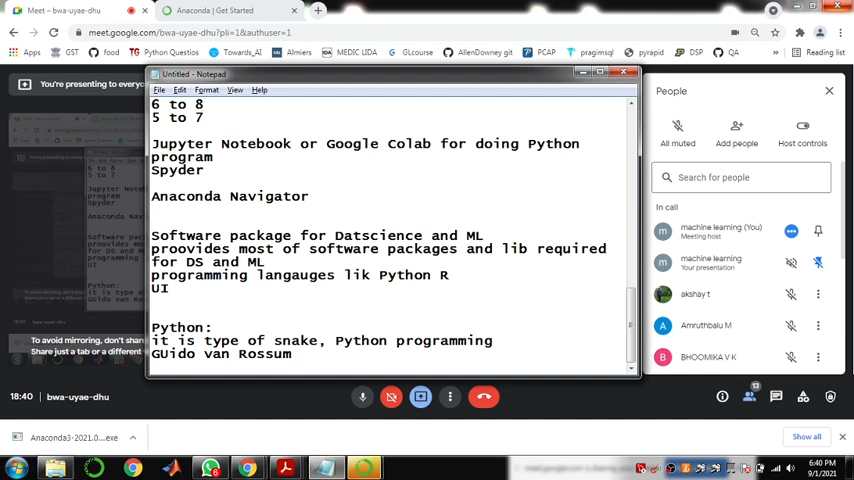 Meet – bwa-uyae-dhu
Anaconda | Get Started
meet.google.com/bwa-uyae-dhu?pli=1&authuser=1
Apps GST food Python Questions Towards_AI Almiers MEDIC LIDA GLcourse AllenDowney git PCAP pragimsql pyrapid DSP QA Reading list
You're presenting to everyo
Untitled - Notepad
File Edit Format View Help
6 to 8
5 to 7
Jupyter Notebook or Google Colab for doing Python
program
Spyder
Anaconda Navigator
Software package for Datscience and ML
proovides most of software packages and lib required
for DS and ML
programming langauges lik Python R
UI
Python:
it is type of snake, Python programming
GUido van Rossum
To avoid mirroring, don't share
Share just a tab or a different
People
All muted Add people Host controls
Search for people
In call
machine learning (You)
Meeting host
machine learning
Your presentation
akshay t
Amruthbalu M
BHOOMIKA V K
18:40 bwa-uyae-dhu
13
Anaconda3-2021.0....exe
Show all
6:40 PM
9/1/2021